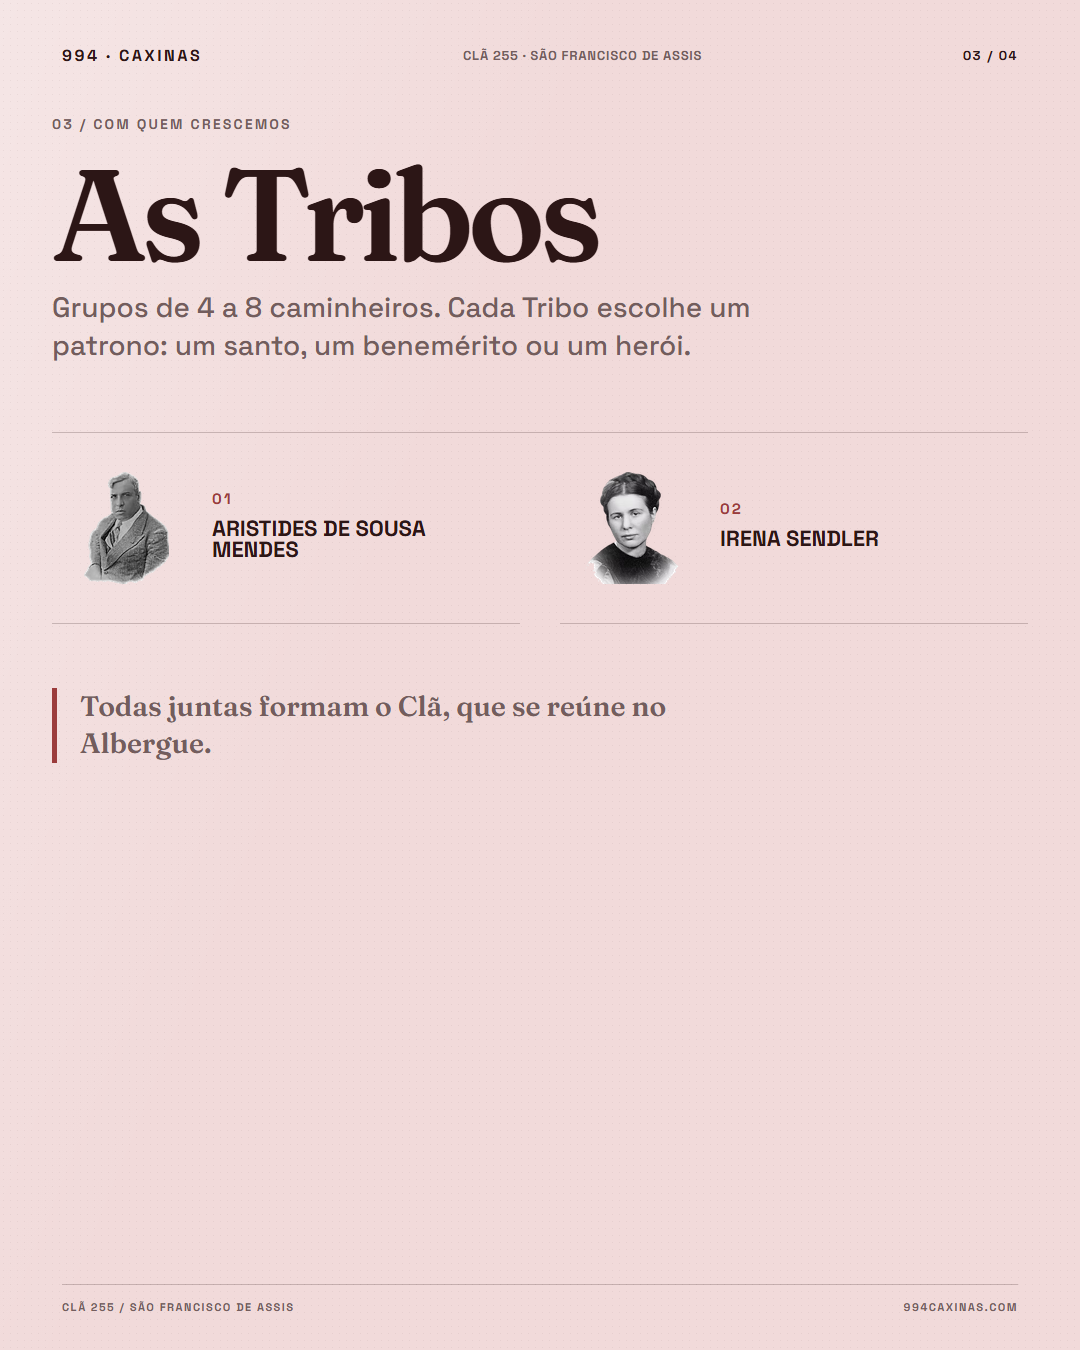 994 · CAXINAS
CLÃ 255 · SÃO FRANCISCO DE ASSIS
03 / 04
03 / COM QUEM CRESCEMOS
As Tribos
Grupos de 4 a 8 caminheiros. Cada Tribo escolhe um
patrono: um santo, um benemérito ou um herói.
01
ARISTIDES DE SOUSA
MENDES
02
IRENA SENDLER
Todas juntas formam o Clã, que se reúne no
Albergue.
CLÃ 255 / SÃO FRANCISCO DE ASSIS
994CAXINAS.COM